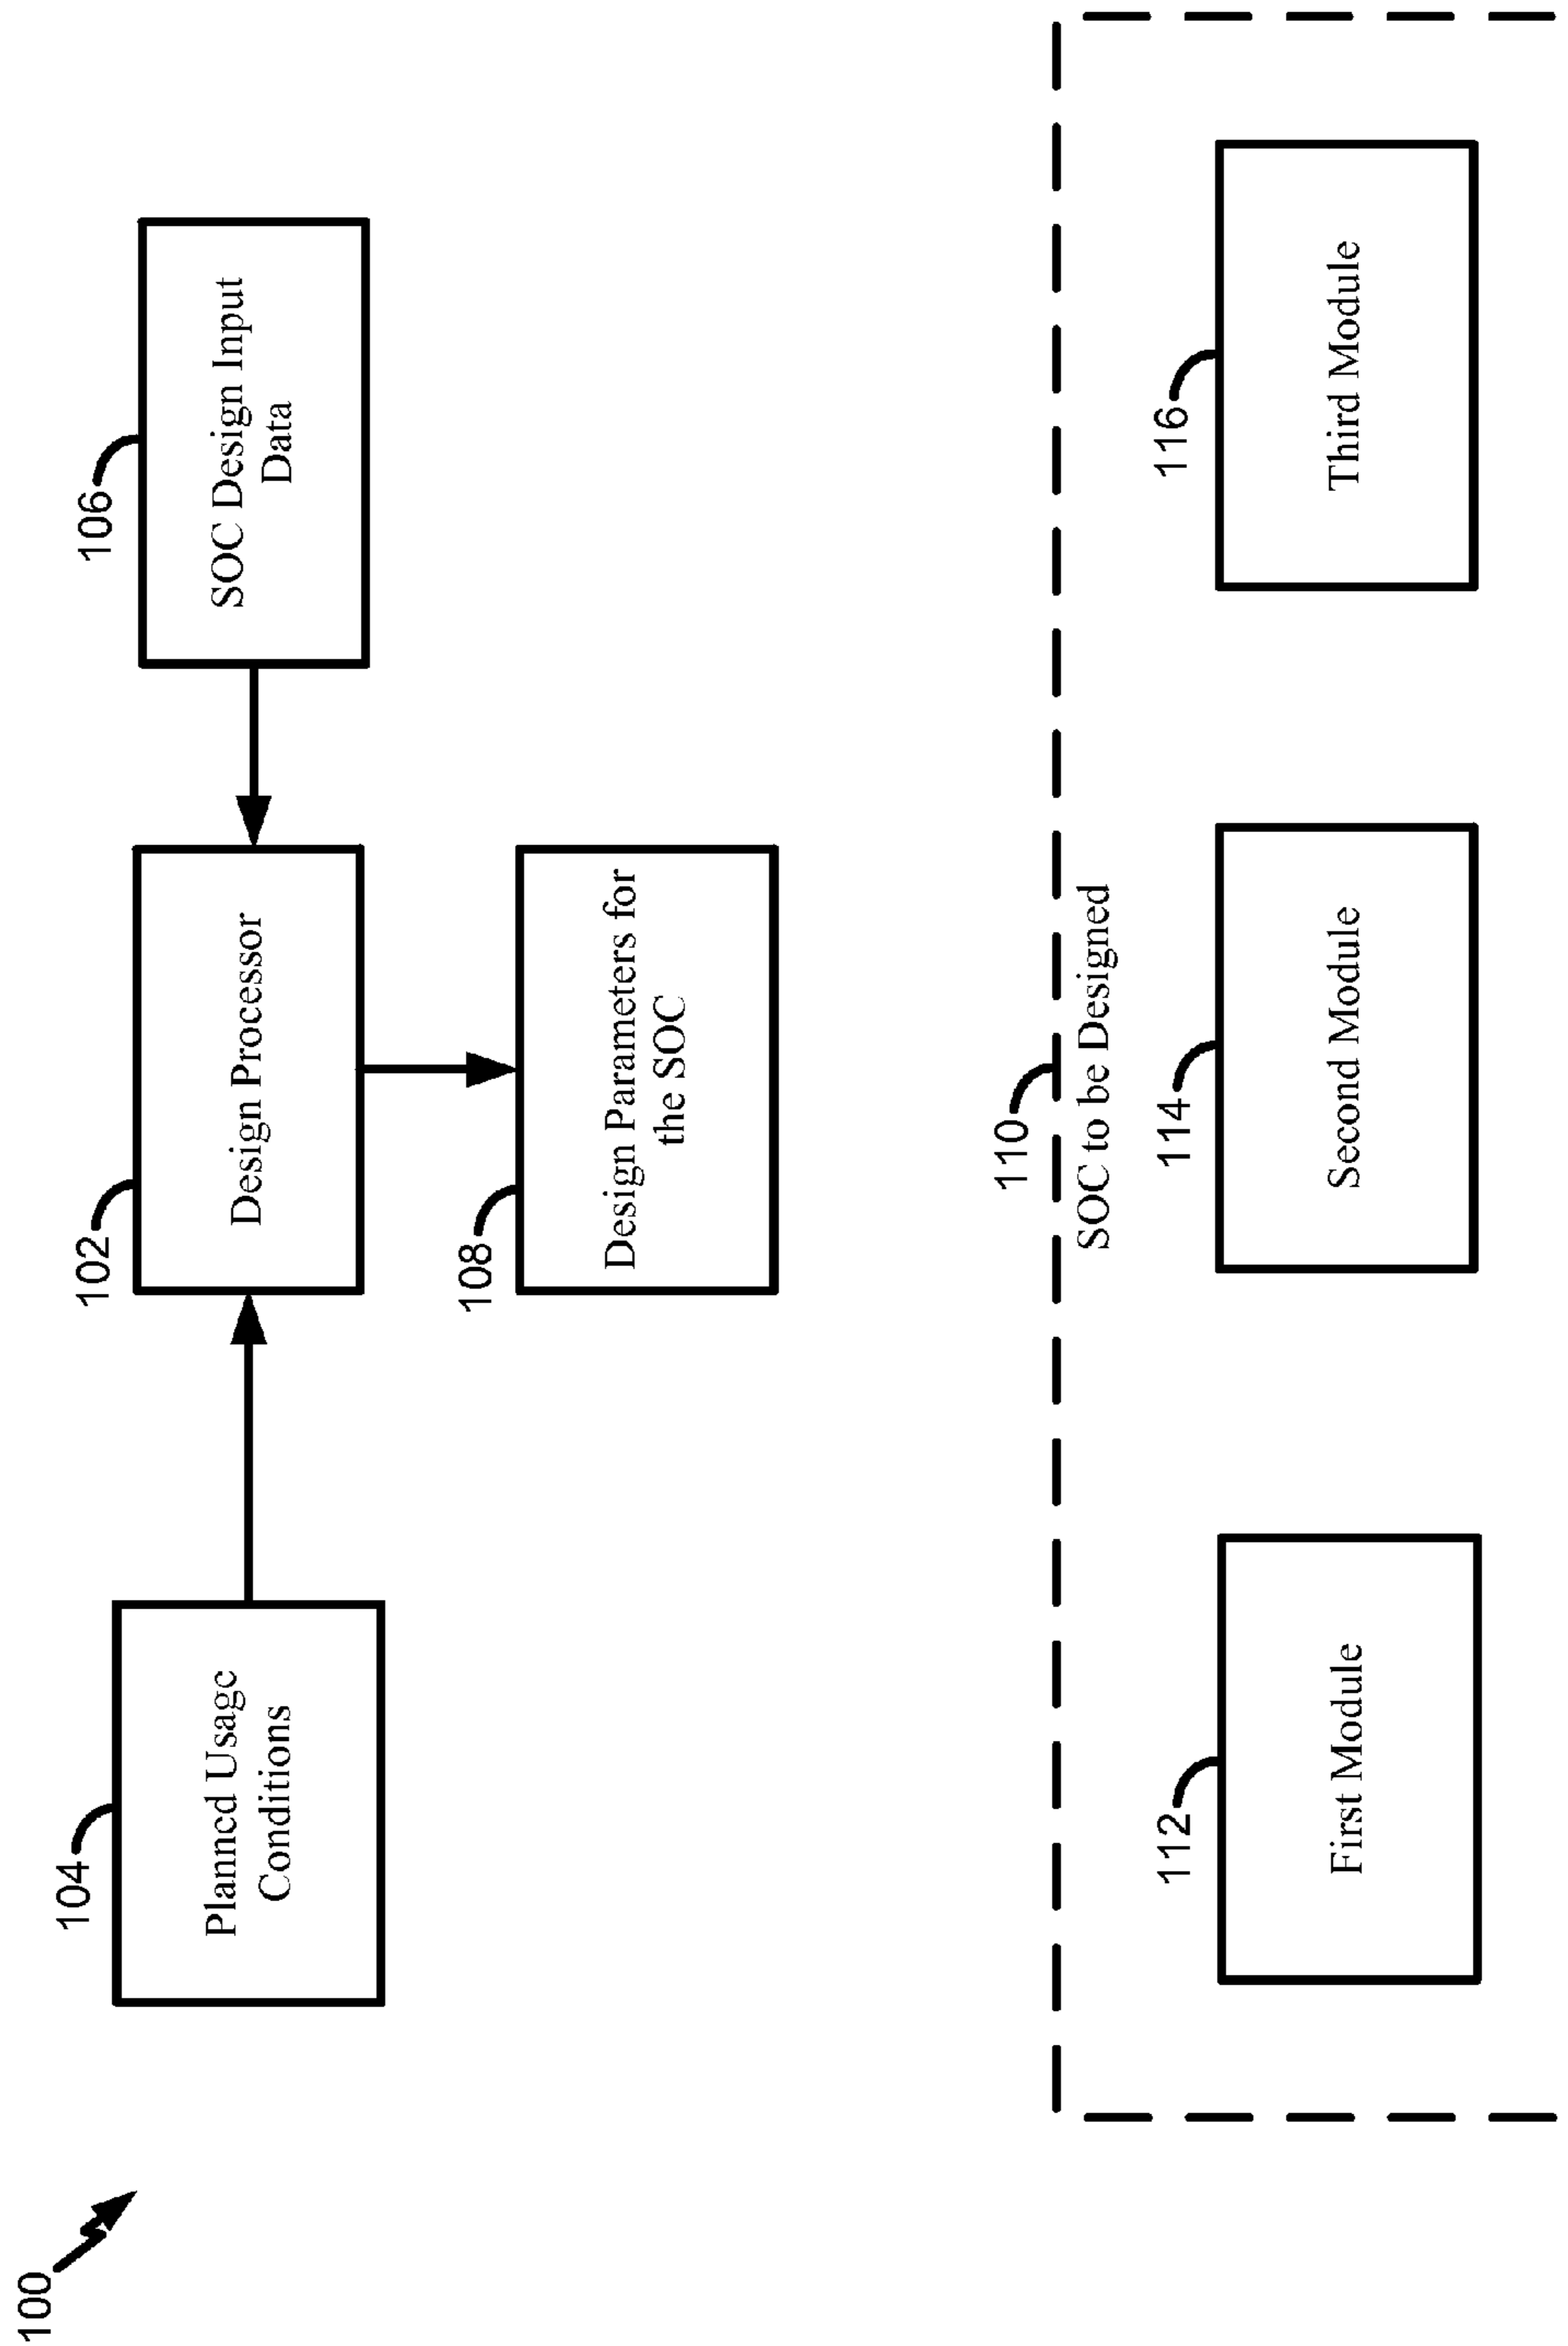 100
104
Planned Usage
Conditions
102
Design Processor
106
SOC Design Input
Data
108
Design Parameters for
the SOC
110
SOC to be Designed
112
First Module
114
Second Module
116
Third Module